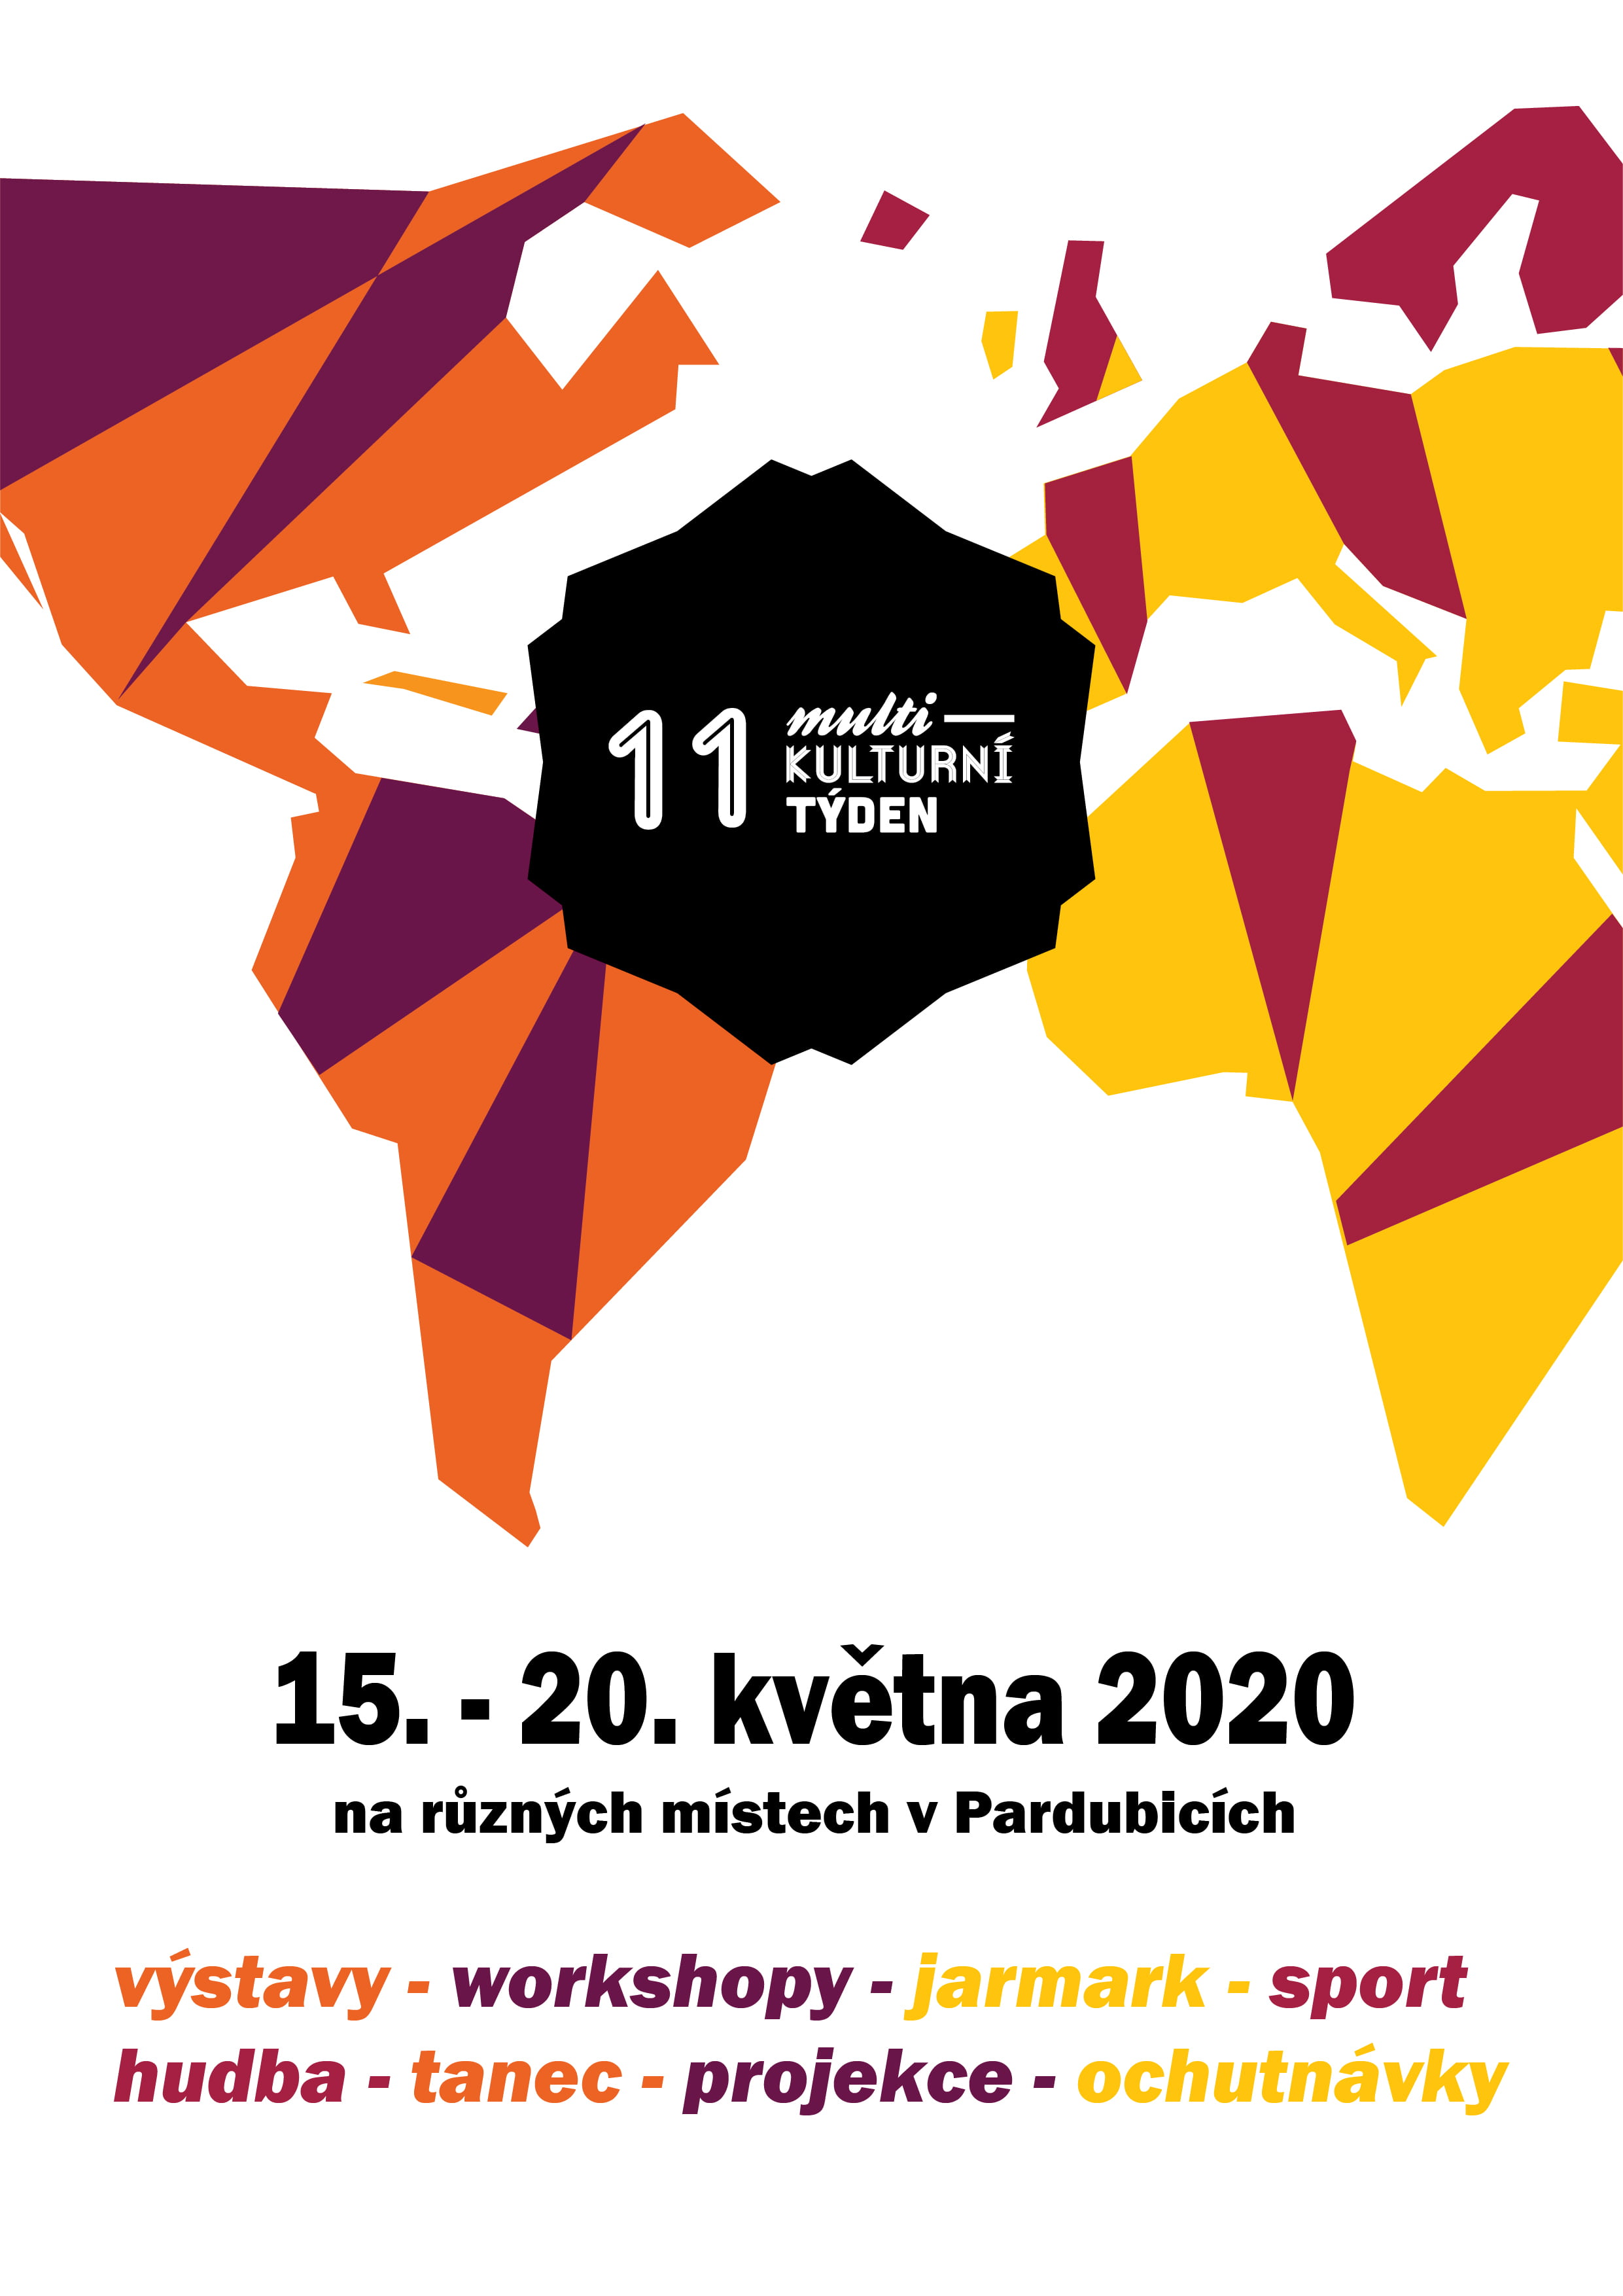 11
multi
KULTURNÍ
TÝDEN
15. - 20. května 2020
na různých místech v Pardubicích
výstavy - workshopy - jarmark - sport
hudba - tanec - projekce - ochutnávky